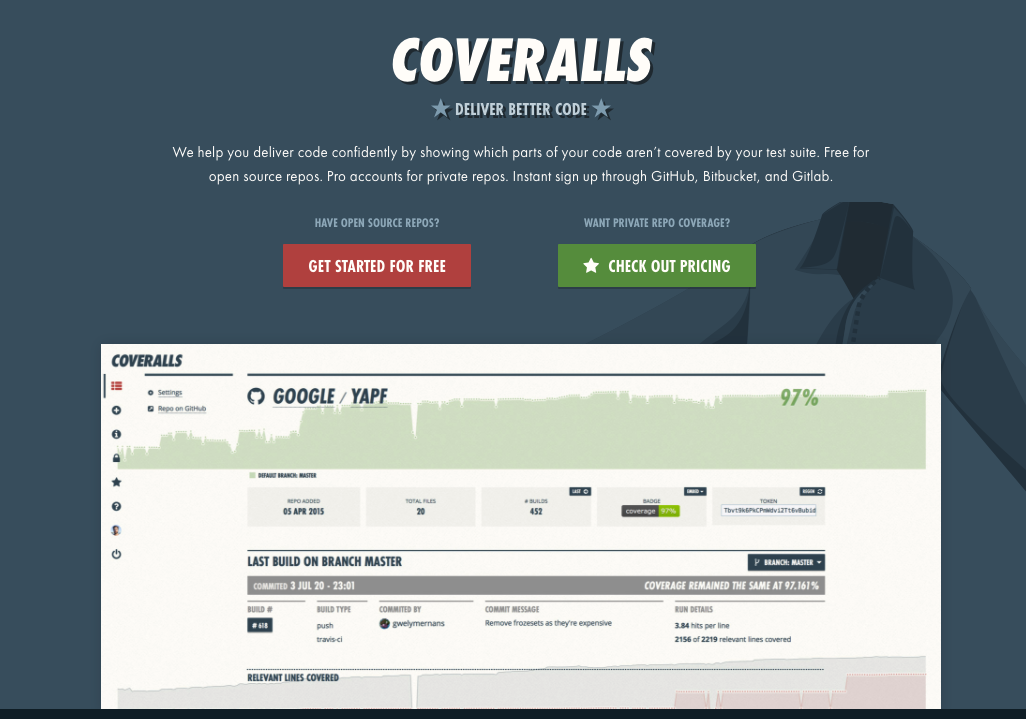 COVERALLS
DELIVER BETTER CODE
We help you deliver code confidently by showing which parts of your code aren't covered by your test suite. Free for
open source repos. Pro accounts for private repos. Instant sign up through GitHub, Bitbucket, and Gitlab.
HAVE OPEN SOURCE REPOS?
WANT PRIVATE REPO COVERAGE?
GET STARTED FOR FREE
CHECK OUT PRICING
COVERALLS
Settings
Repo on GitHub
GOOGLE / YAPF
97%
DEFAULT BRANCH: MASTER
REPO ADDED
05 APR 2015
TOTAL FILES
20
LAST
# BUILDS
452
EMBED
BADGE
coverage 97%
REGEN
TOKEN
LAST BUILD ON BRANCH MASTER
BRANCH: MASTER
COMMITED 3 JUL 20 - 23:01
COVERAGE REMAINED THE SAME AT 97.161%
BUILD #
# 618
BUILD TYPE
push
travis-ci
COMMITED BY
gwelymernans
COMMIT MESSAGE
Remove frozesets as they're expensive
RUN DETAILS
3.84 hits per line
2156 of 2219 relevant lines covered
RELEVANT LINES COVERED